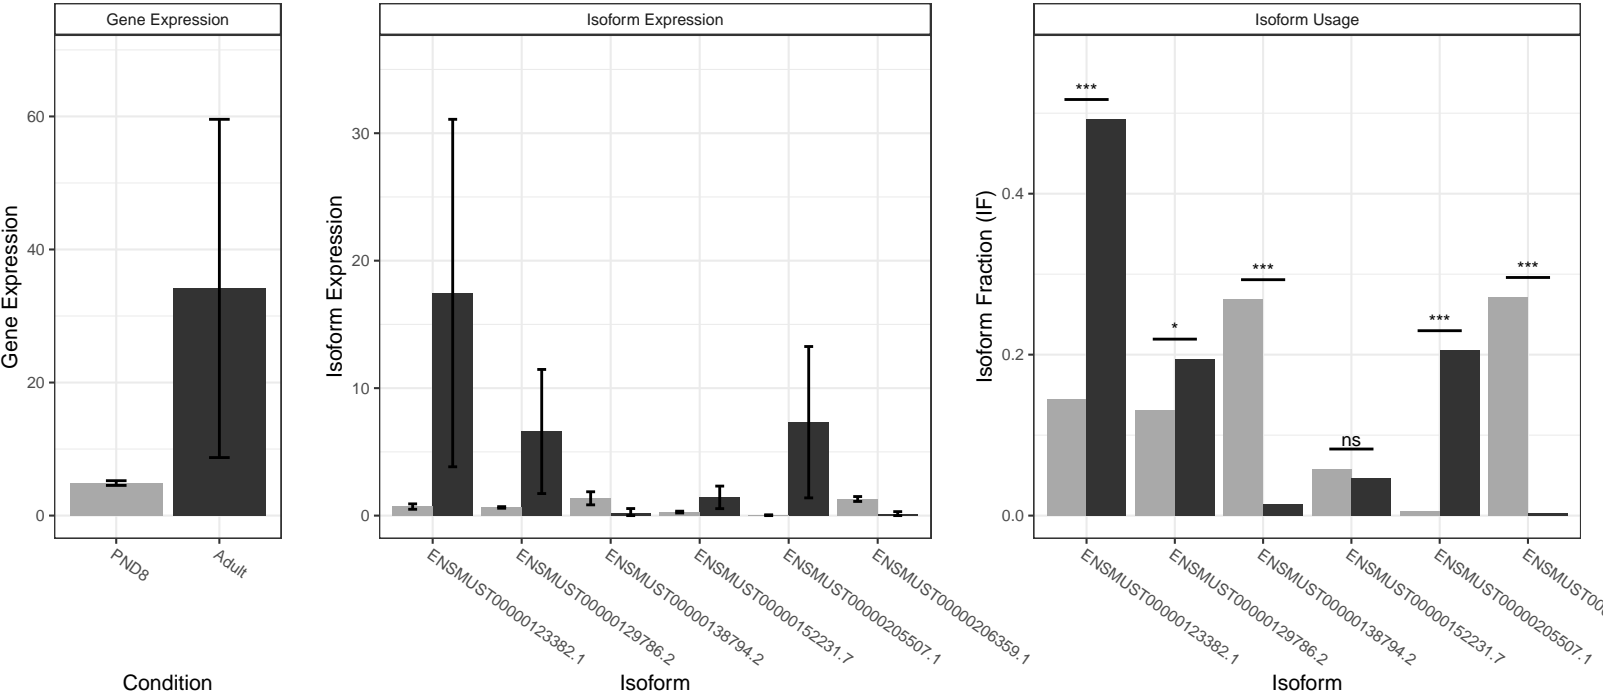 Gene Expression
Isoform Expression
Isoform Usage
Gene Expression
60
40
20
0
PND8
Adult
Condition
Isoform Expression
30
20
10
0
ENSMUST00000123382.1
ENSMUST00000129786.2
ENSMUST00000138794.2
ENSMUST00000152231.7
ENSMUST00000205507.1
ENSMUST00000206359.1
Isoform
Isoform Fraction (IF)
0.4
0.2
0.0
***
*
***
ns
***
***
ENSMUST00000123382.1
ENSMUST00000129786.2
ENSMUST00000138794.2
ENSMUST00000152231.7
ENSMUST00000205507.1
ENSMUST00
Isoform